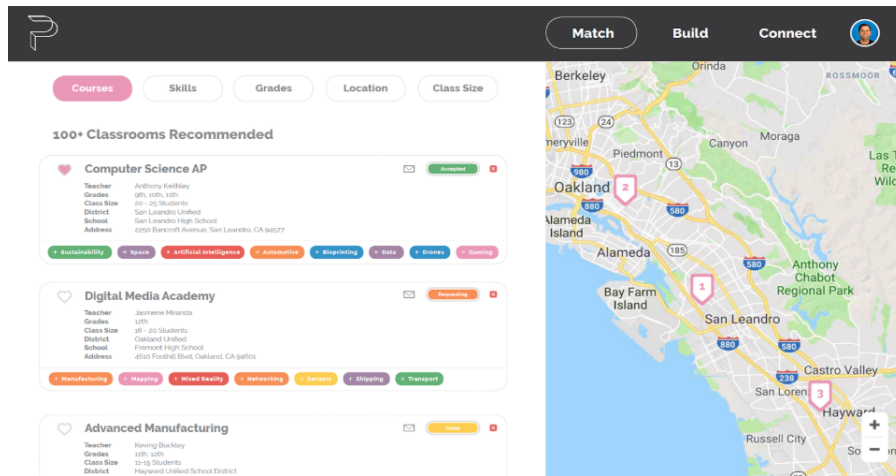 Match
Build
Connect
Courses
Skills
Grades
Location
Class Size
100+ Classrooms Recommended
Computer Science AP
Accepted
Teacher Anthony Keithley
Grades 9th, 10th, 11th
Class Size 20 - 25 Students
District San Leandro Unified
School San Leandro High School
Address 2250 Bancroft Avenue, San Leandro, CA 94577
+ Sustainability
+ Space
+ Artificial Intelligence
+ Automotive
+ Bioprinting
+ Data
+ Drones
+ Gaming
Digital Media Academy
Requesting
Teacher Jasmene Miranda
Grades 12th
Class Size 16 - 20 Students
District Oakland Unified
School Fremont High School
Address 4610 Foothill Blvd, Oakland, CA 94601
+ Manufacturing
+ Mapping
+ Mixed Reality
+ Networking
+ Sensors
+ Shipping
+ Transport
Advanced Manufacturing
Invite
Teacher Keving Buckley
Grades 11th, 12th
Class Size 11-15 Students
District Hayward Unified School District
Berkeley
Orinda
ROSSMOOR
123
24
meryville
Piedmont
13
Canyon
Moraga
980
Oakland
2
880
580
Alameda
Island
Alameda
185
580
Anthony
Chabot
Regional Park
Bay Farm
Island
1
San Leandro
880
580
238
Castro Valley
San Loren
3
Hayward
Russell City
+
−